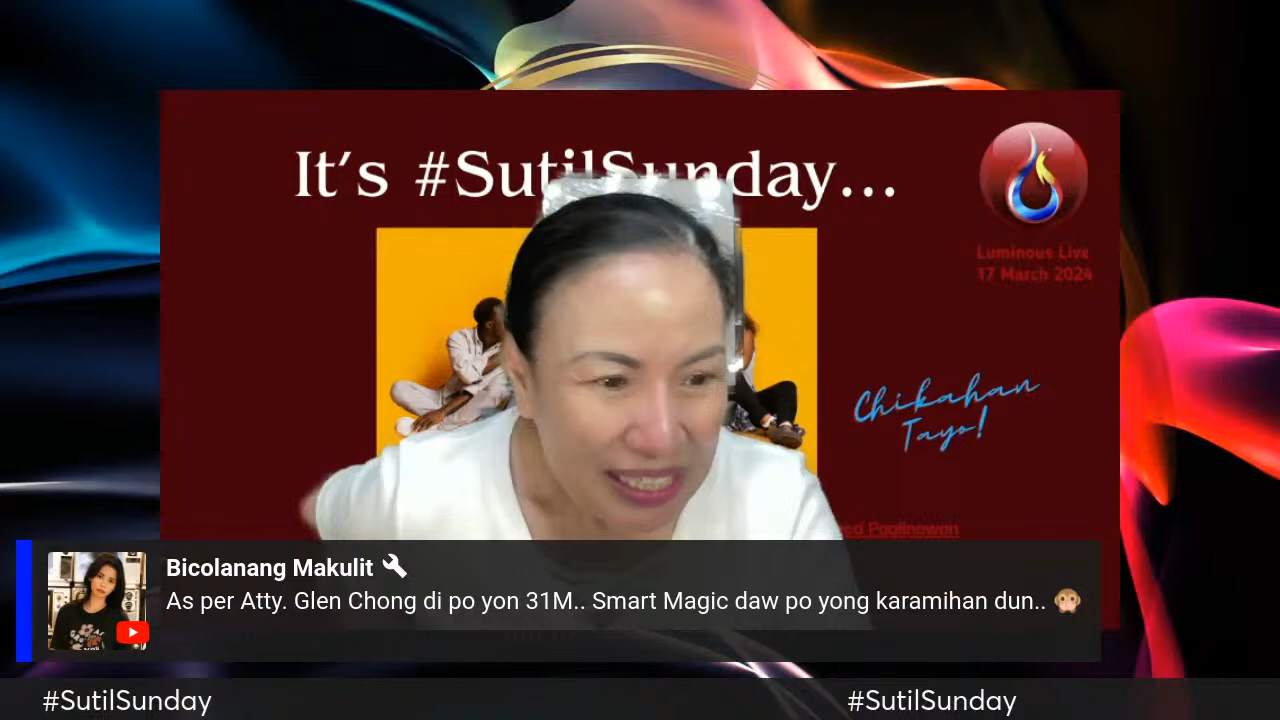 It's #SutilSunday...
Luminous Live
17 March 2024
Chikahan
Tayo!
Paglinawan
Bicolanang Makulit
As per Atty. Glen Chong di po yon 31M.. Smart Magic daw po yong karamihan dun.. 🙊
#SutilSunday #SutilSunday